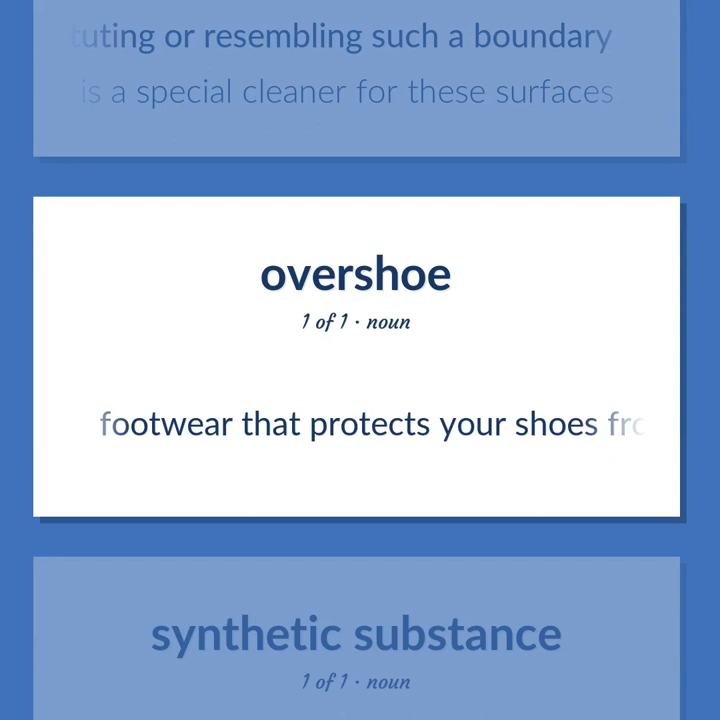 or resembling such a boundary
is a special cleaner for these surfaces
overshoe
1 of 1 · noun
footwear that protects your shoes
synthetic substance
1 of 1 · noun